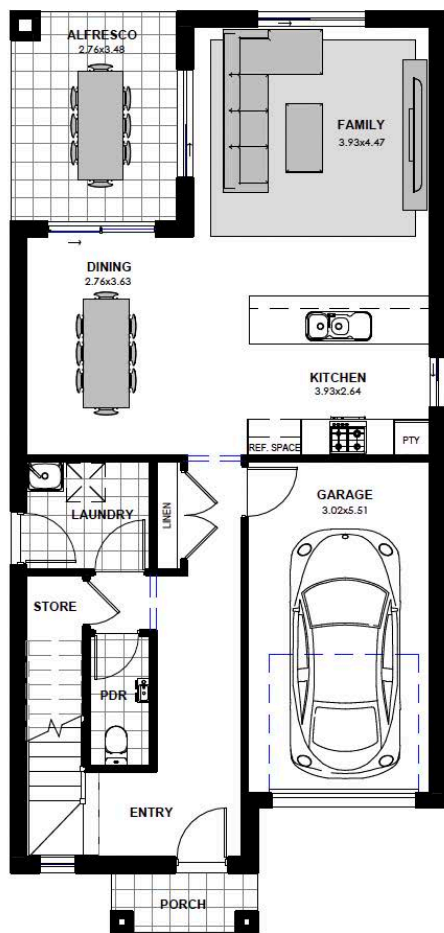 ALFRESCO
2.76x3.48
FAMILY
3.93x4.47
DINING
2.76x3.63
KITCHEN
3.93x2.64
REF. SPACE
PTY
LAUNDRY
LINEN
GARAGE
3.02x5.51
STORE
PDR
ENTRY
PORCH